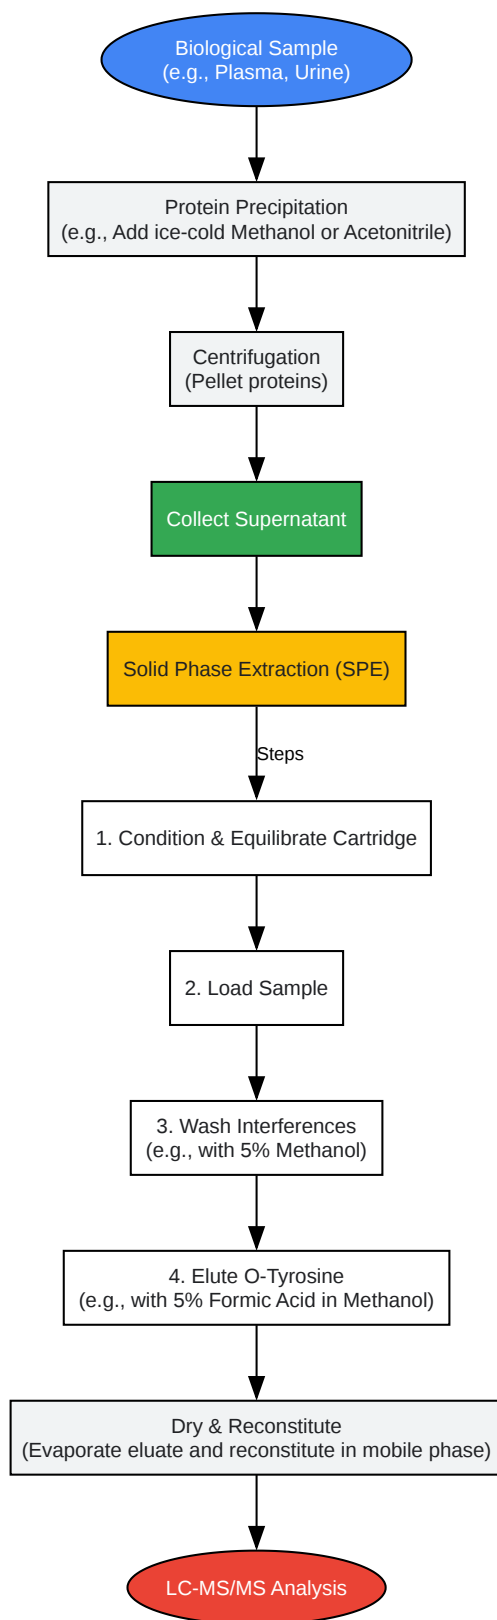 Biological Sample
(e.g., Plasma, Urine)
Protein Precipitation
(e.g., Add ice-cold Methanol or Acetonitrile)
Centrifugation
(Pellet proteins)
Collect Supernatant
Solid Phase Extraction (SPE)
Steps
1. Condition & Equilibrate Cartridge
2. Load Sample
3. Wash Interferences
(e.g., with 5% Methanol)
4. Elute O-Tyrosine
(e.g., with 5% Formic Acid in Methanol)
Dry & Reconstitute
(Evaporate eluate and reconstitute in mobile phase)
LC-MS/MS Analysis